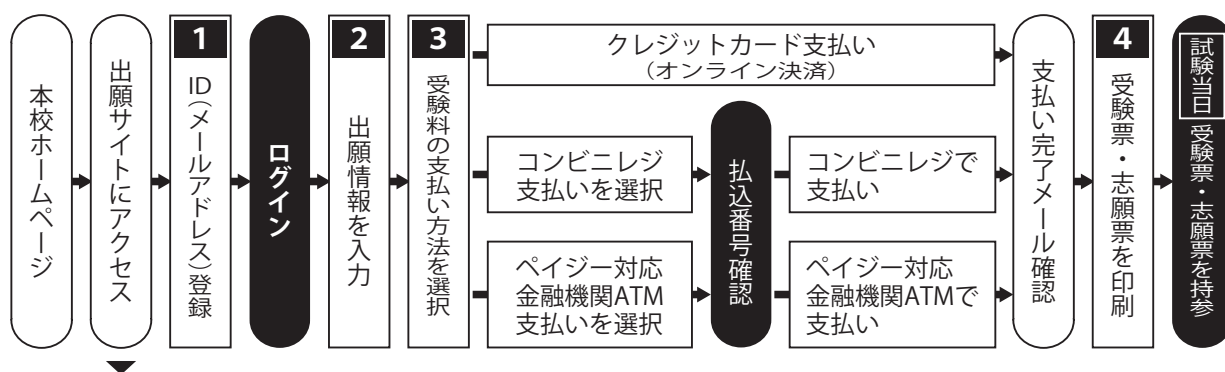 本校ホームページ
出願サイトにアクセス
1
ID（メールアドレス）登録
ログイン
2
出願情報を入力
3
受験料の支払い方法を選択
クレジットカード支払い
（オンライン決済）
コンビニレジ
支払いを選択
ペイジー対応
金融機関ATM
支払いを選択
払込番号確認
コンビニレジで
支払い
ペイジー対応
金融機関ATMで
支払い
支払い完了メール確認
4
受験票・志願票を印刷
試験当日
受験票・志願票を持参